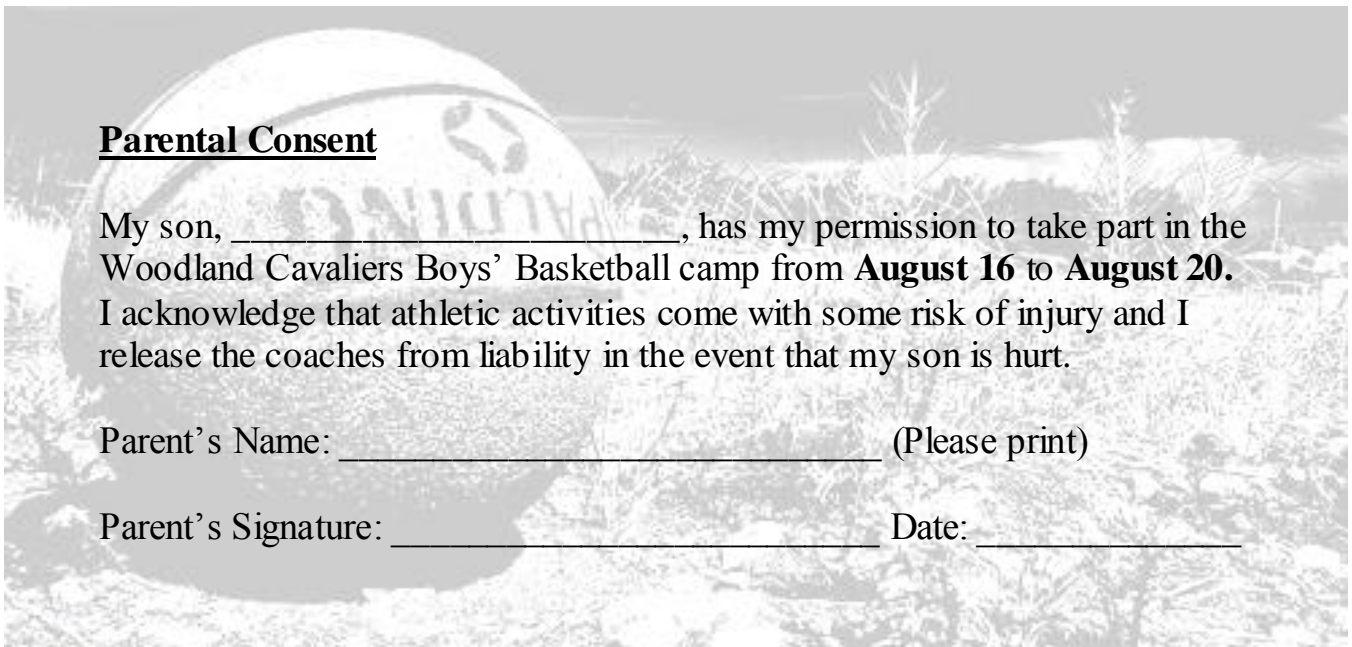 Parental Consent
My son, ________________________, has my permission to take part in the
Woodland Cavaliers Boys’ Basketball camp from August 16 to August 20.
I acknowledge that athletic activities come with some risk of injury and I
release the coaches from liability in the event that my son is hurt.
Parent’s Name: _____________________________ (Please print)
Parent’s Signature: __________________________ Date: ______________